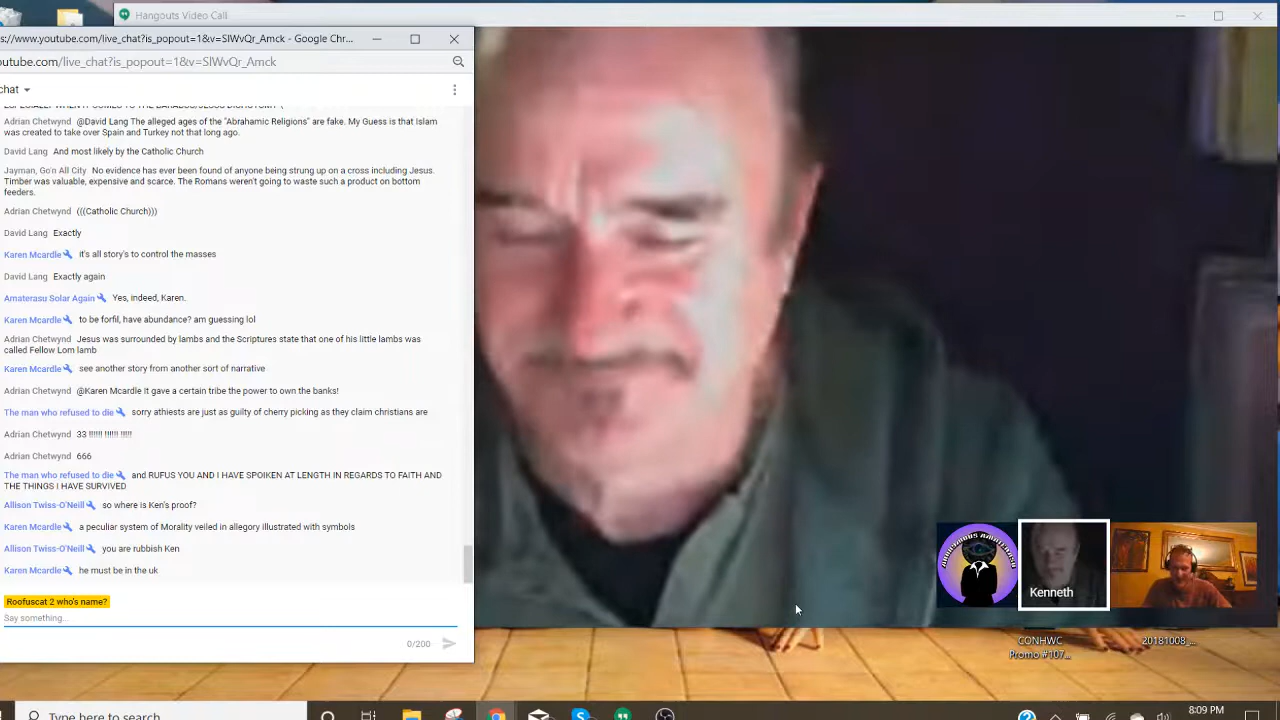 Hangouts Video Call
s://www.youtube.com/live_chat?is_popout=1&v=SlWvQr_Amck - Google Chr...
outube.com/live_chat?is_popout=1&v=SlWvQr_Amck
chat
Adrian Chetwynd @David Lang The alleged ages of the "Abrahamic Religions" are fake. My Guess is that Islam
was created to take over Spain and Turkey not that long ago.
David Lang And most likely by the Catholic Church
Jayman, Go'n All City No evidence has ever been found of anyone being strung up on a cross including Jesus.
Timber was valuable, expensive and scarce. The Romans weren't going to waste such a product on bottom
feeders.
Adrian Chetwynd (((Catholic Church)))
David Lang Exactly
Karen Mcardle it's all story's to control the masses
David Lang Exactly again
Amaterasu Solar Again Yes, indeed, Karen.
Karen Mcardle to be forfil, have abundance? am guessing lol
Adrian Chetwynd Jesus was surrounded by lambs and the Scriptures state that one of his little lambs was
called Fellow Lom lamb
Karen Mcardle see another story from another sort of narrative
Adrian Chetwynd @Karen Mcardle It gave a certain tribe the power to own the banks!
The man who refused to die sorry athiests are just as guilty of cherry picking as they claim christians are
Adrian Chetwynd 33 !!!!!! !!!!!! !!!!!
Adrian Chetwynd 666
The man who refused to die and RUFUS YOU AND I HAVE SPOIKEN AT LENGTH IN REGARDS TO FAITH AND
THE THINGS I HAVE SURVIVED
Allison Twiss-O'Neill so where is Ken's proof?
Karen Mcardle a peculiar system of Morality veiled in allegory illustrated with symbols
Allison Twiss-O'Neill you are rubbish Ken
Karen Mcardle he must be in the uk
Roofuscat 2 who's name?
Say something...
0/200
Kenneth
CONHWC
Promo #107...
20181008_...
Type here to search
8:09 PM